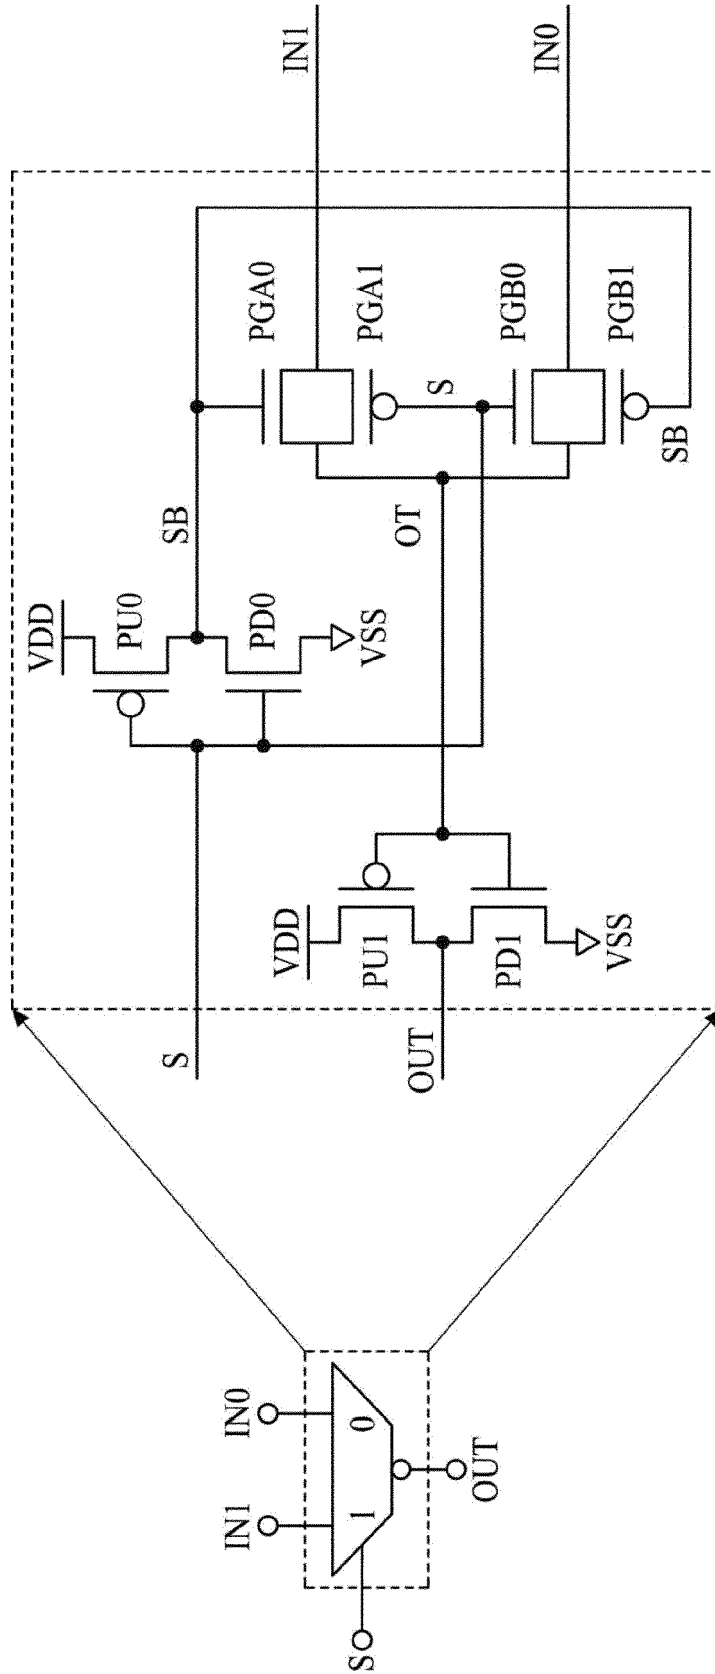 IN1
IN0
PGA0
PGA1
PGB0
PGB1
S
SB
SB
OT
VDD
PU0
PD0
VSS
VDD
PU1
PD1
VSS
S
OUT
IN1
IN0
1
0
S
OUT